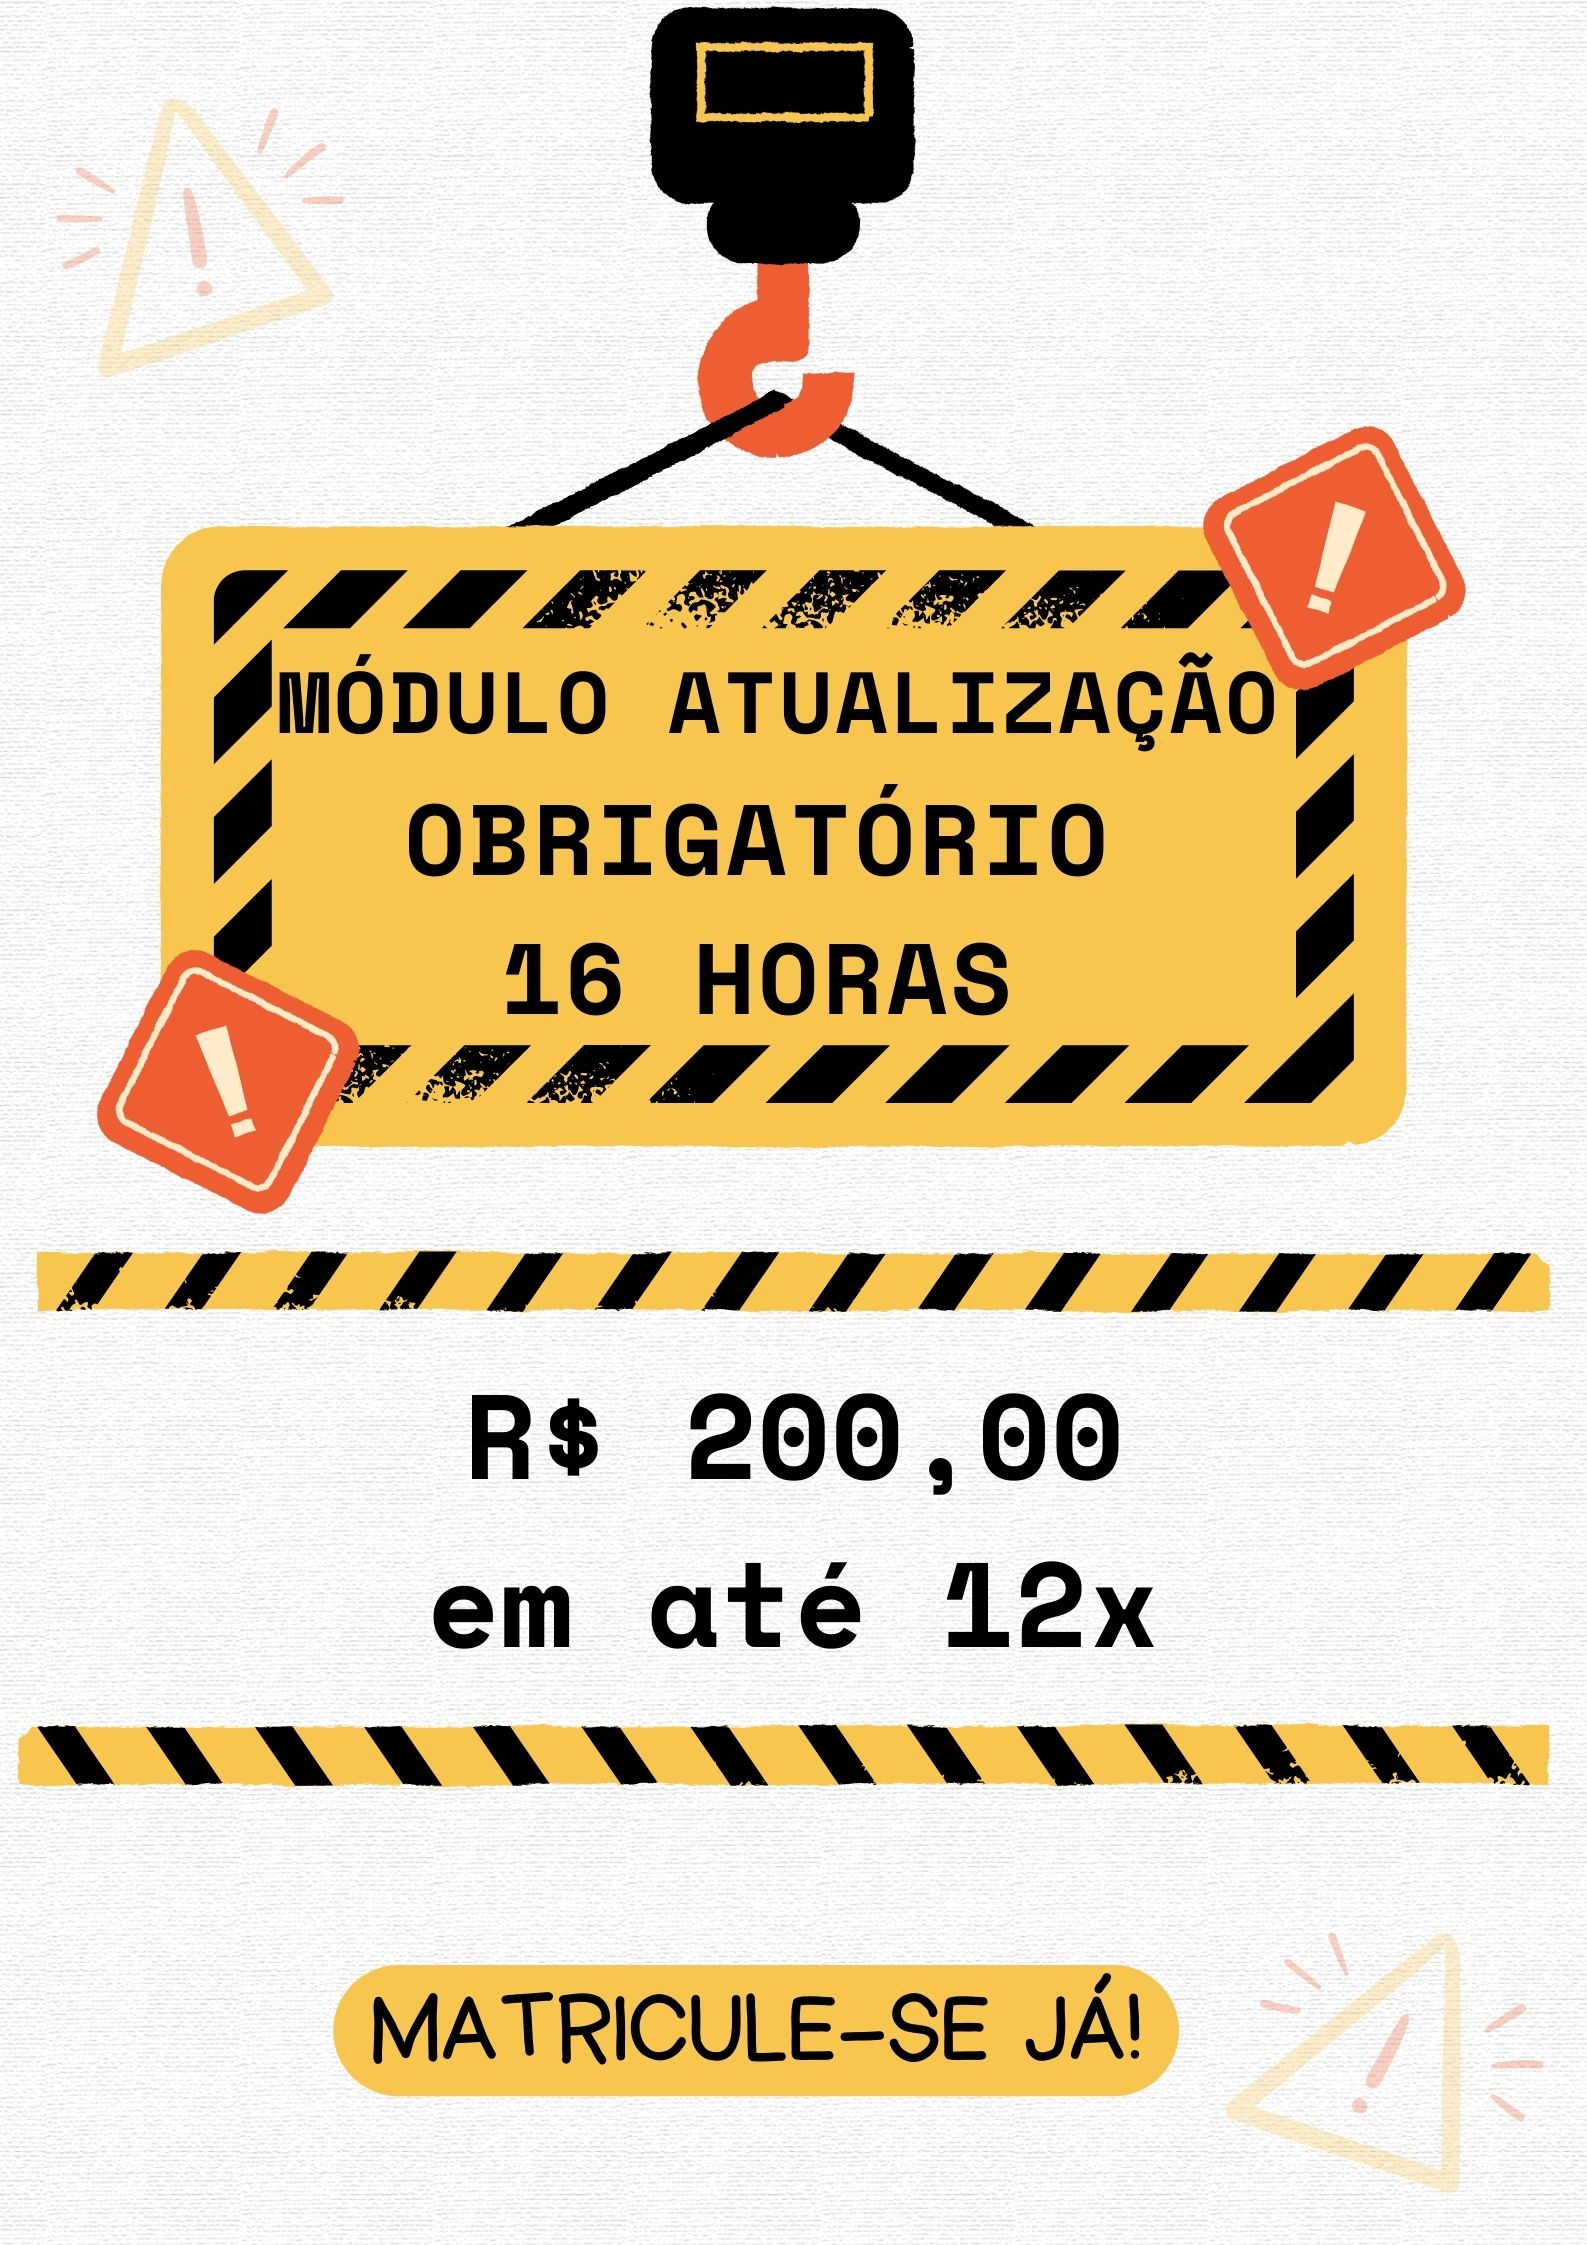 MÓDULO ATUALIZAÇÃO
OBRIGATÓRIO
16 HORAS
R$ 200,00
em até 12x
MATRICULE-SE JÁ!